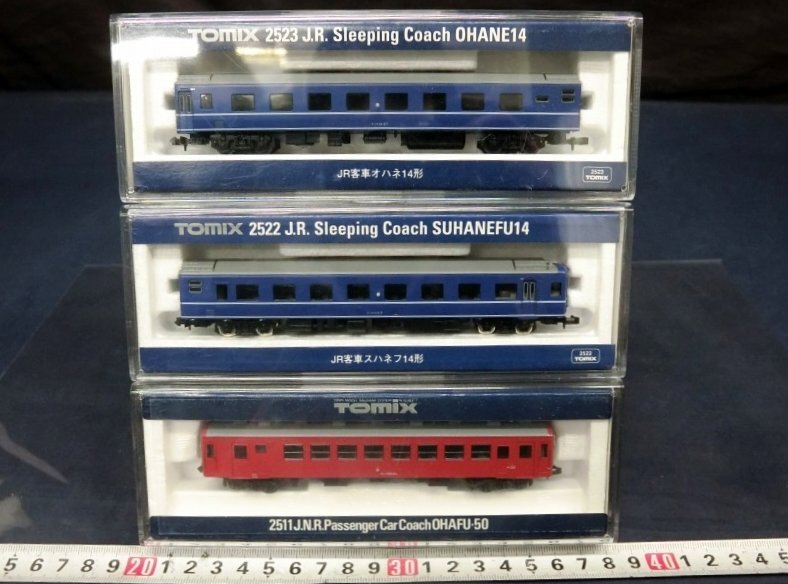 TOMIX 2523 J.R. Sleeping Coach OHANE14
JR客車オハネ14形
2523
TOMIX
TOMIX 2522 J.R. Sleeping Coach SUHANEFU14
JR客車スハネフ14形
2522
TOMIX
TOMIX
2511 J.N.R. Passenger Car Coach OHAFU-50
5 6 7 8 9 20 1 2 3 4 5 6 7 8 9 30 1 2 3 4 5 6 7 8 9 40 1 2 3 4 5